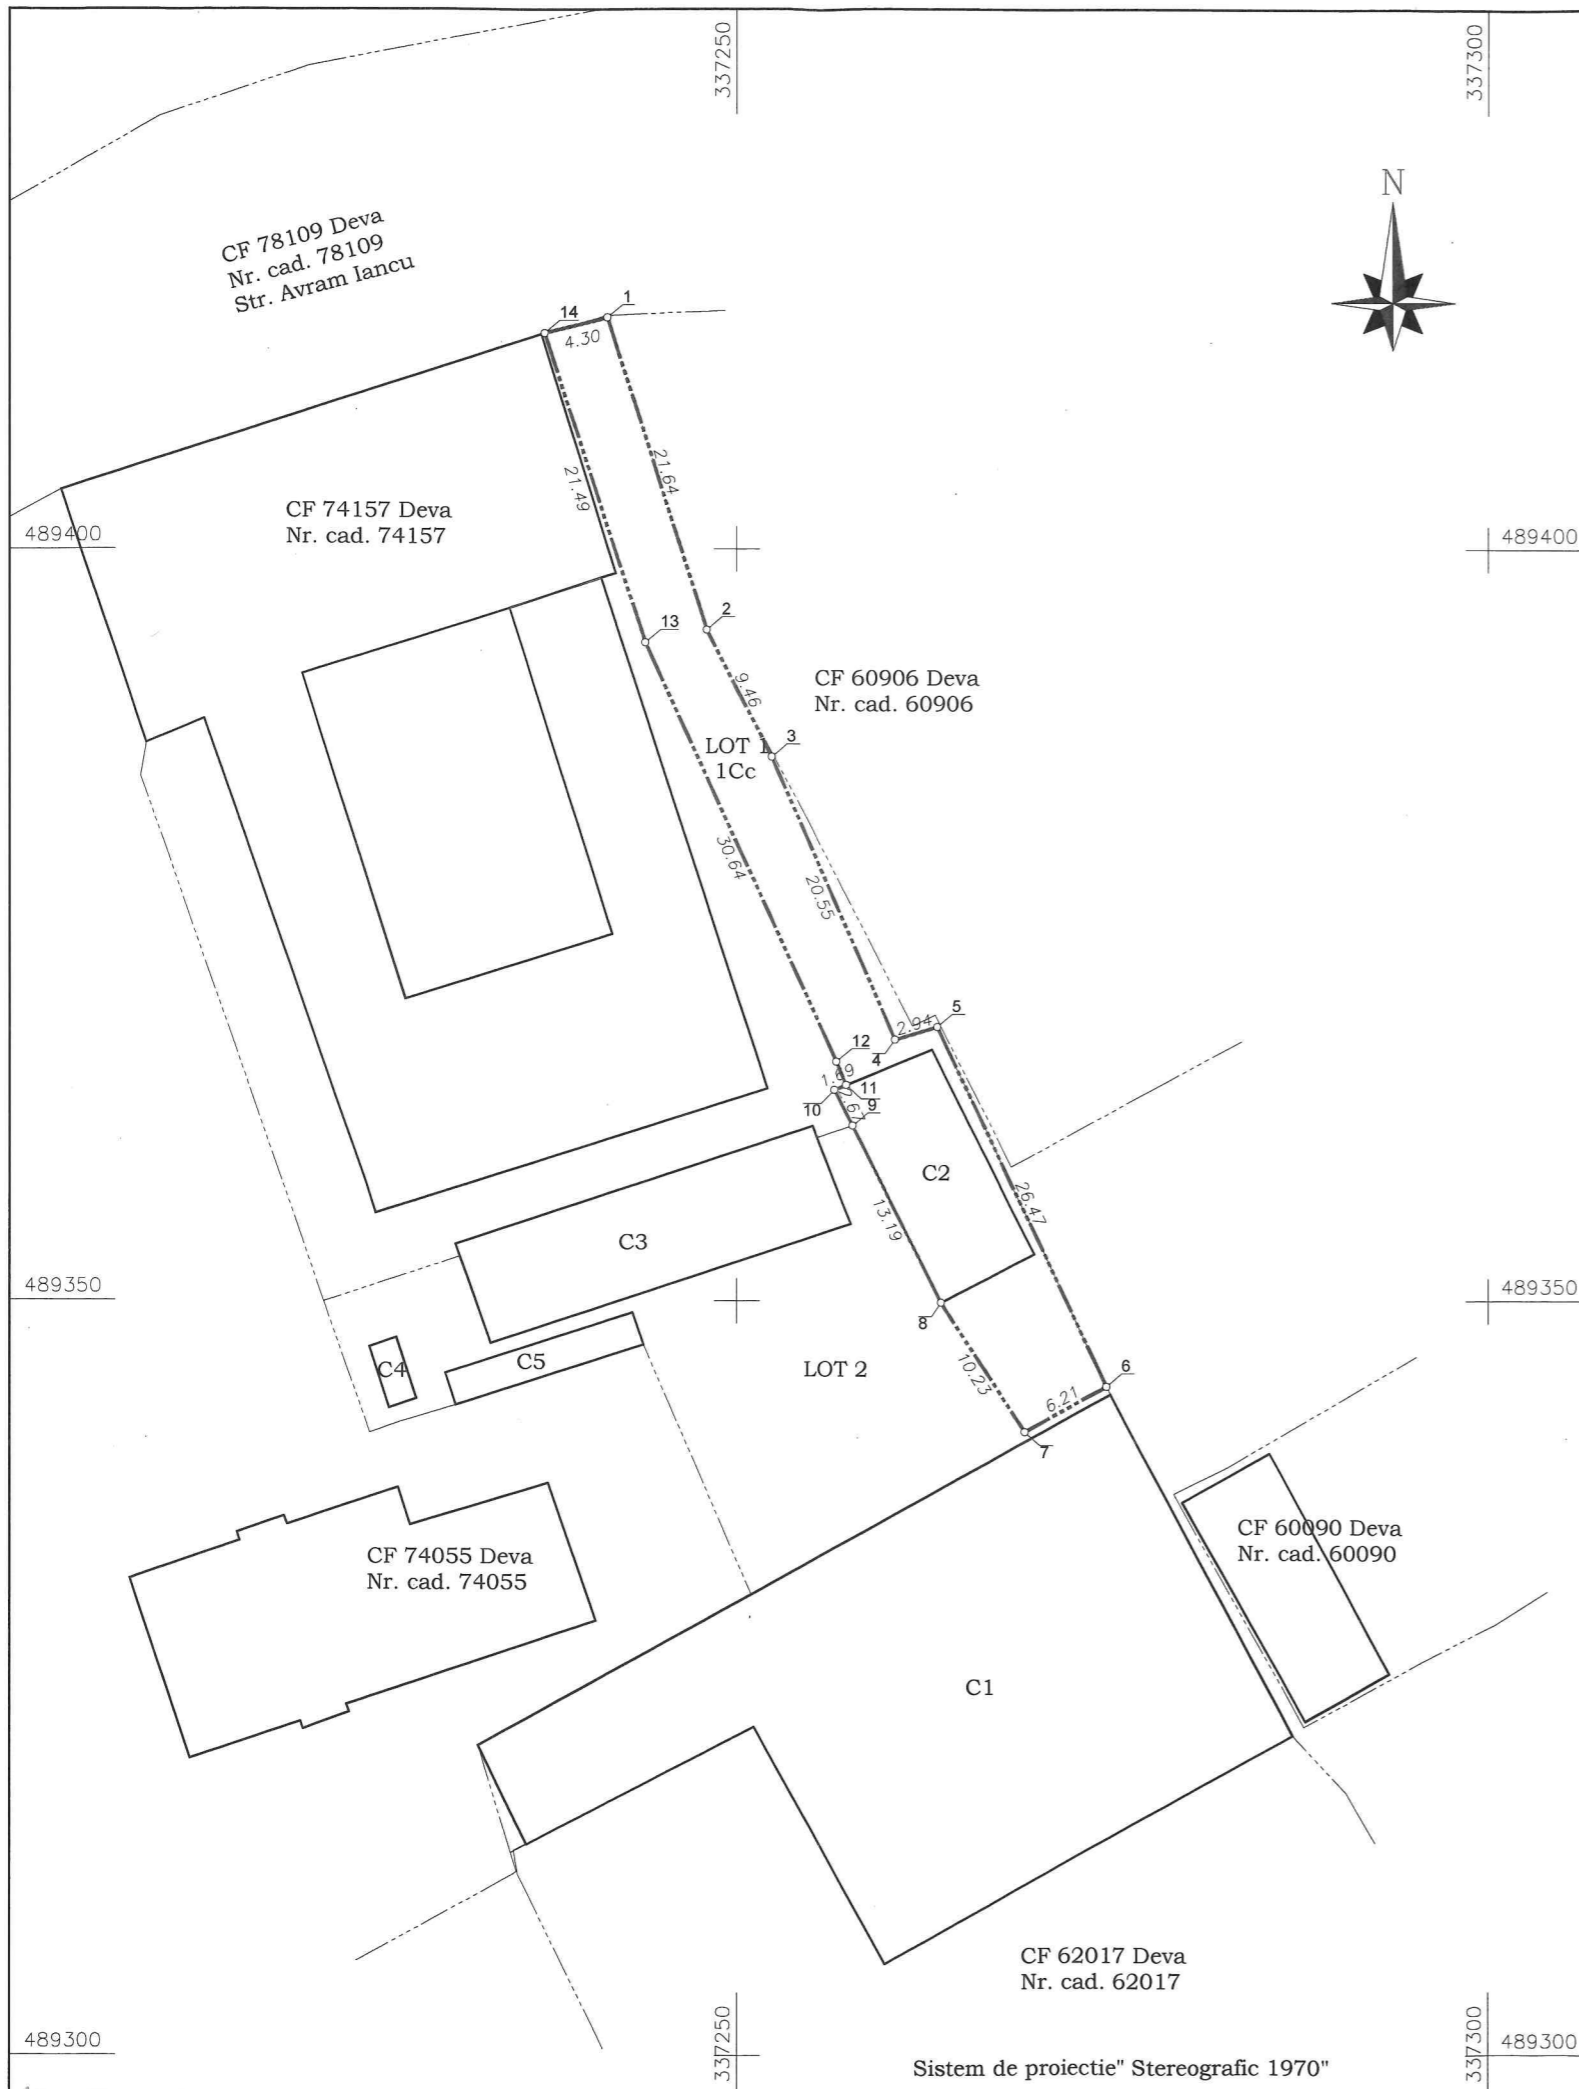 337250
337300
N
CF 78109 Deva
Nr. cad. 78109
Str. Avram Iancu
14
1
4.30
21.49
21.64
CF 74157 Deva
Nr. cad. 74157
489400
489400
13
2
9.46
CF 60906 Deva
Nr. cad. 60906
3
LOT 1
1Cc
30.64
20.55
5
2.94
4
12
1.69
11
10
2.67
9
C2
13.19
26.47
C3
489350
489350
8
C4
C5
LOT 2
10.23
6
6.21
7
CF 74055 Deva
Nr. cad. 74055
CF 60090 Deva
Nr. cad. 60090
C1
CF 62017 Deva
Nr. cad. 62017
489300
337250
337300
489300
Sistem de proiectie" Stereografic 1970"